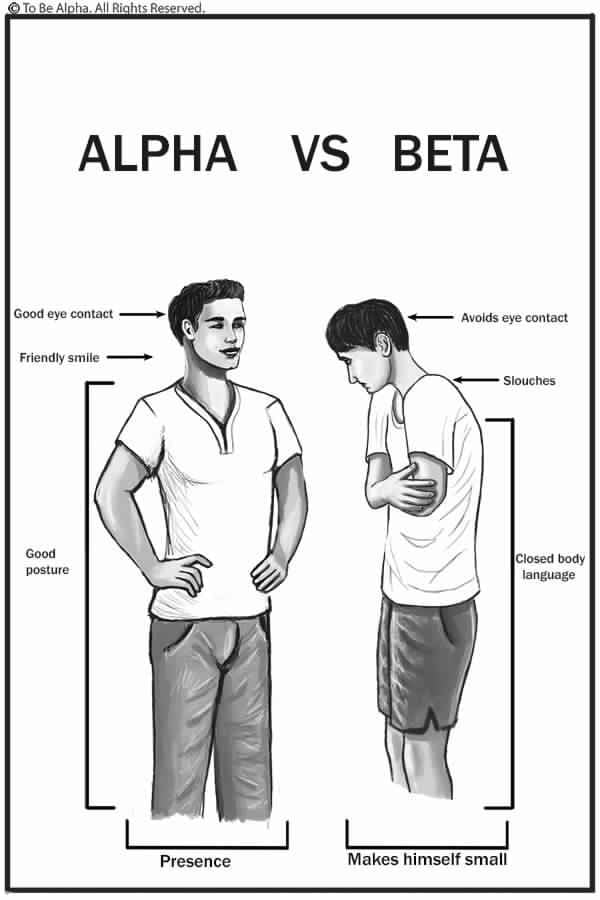 © To Be Alpha. All Rights Reserved.
ALPHA VS BETA
Good eye contact
Friendly smile
Good
posture
Presence
Avoids eye contact
Slouches
Closed body
language
Makes himself small